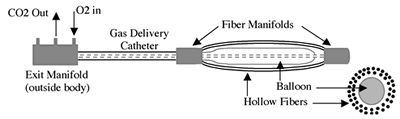 CO2 Out
O2 in
Gas Delivery
Catheter
Fiber Manifolds
Exit Manifold
(outside body)
Balloon
Hollow Fibers